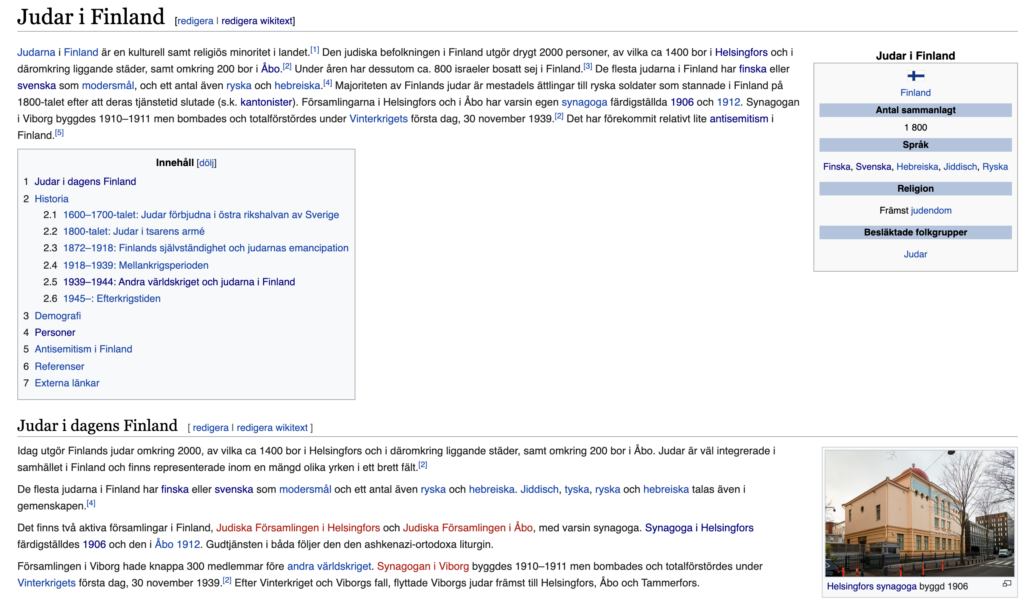 Judar i Finland [redigera | redigera wikitext]
Judarna i Finland är en kulturell samt religiös minoritet i landet.[1] Den judiska befolkningen i Finland utgör drygt 2000 personer, av vilka ca 1400 bor i Helsingfors och i
däromkring liggande städer, samt omkring 200 bor i Åbo.[2] Under åren har dessutom ca. 800 israeler bosatt sej i Finland.[3] De flesta judarna i Finland har finska eller
svenska som modersmål, och ett antal även ryska och hebreiska.[4] Majoriteten av Finlands judar är mestadels ättlingar till ryska soldater som stannade i Finland på
1800-talet efter att deras tjänstetid slutade (s.k. kantonister). Församlingarna i Helsingfors och i Åbo har varsin egen synagoga färdigställda 1906 och 1912. Synagogan
i Viborg byggdes 1910–1911 men bombades och totalförstördes under Vinterkrigets första dag, 30 november 1939.[2] Det har förekommit relativt lite antisemitism i
Finland.[5]
Judar i Finland
Finland
Antal sammanlagt
1 800
Språk
Finska, Svenska, Hebreiska, Jiddisch, Ryska
Religion
Främst judendom
Besläktade folkgrupper
Judar
Innehåll [dölj]
1 Judar i dagens Finland
2 Historia
2.1 1600–1700-talet: Judar förbjudna i östra rikshalvan av Sverige
2.2 1800-talet: Judar i tsarens armé
2.3 1872–1918: Finlands självständighet och judarnas emancipation
2.4 1918–1939: Mellankrigsperioden
2.5 1939–1944: Andra världskriget och judarna i Finland
2.6 1945–: Efterkrigstiden
3 Demografi
4 Personer
5 Antisemitism i Finland
6 Referenser
7 Externa länkar
Judar i dagens Finland [ redigera | redigera wikitext ]
Idag utgör Finlands judar omkring 2000, av vilka ca 1400 bor i Helsingfors och i däromkring liggande städer, samt omkring 200 bor i Åbo. Judar är väl integrerade i
samhället i Finland och finns representerade inom en mängd olika yrken i ett brett fält.[2]
De flesta judarna i Finland har finska eller svenska som modersmål och ett antal även ryska och hebreiska. Jiddisch, tyska, ryska och hebreiska talas även i
gemenskapen.[4]
Det finns två aktiva församlingar i Finland, Judiska Församlingen i Helsingfors och Judiska Församlingen i Åbo, med varsin synagoga. Synagoga i Helsingfors
färdigställdes 1906 och den i Åbo 1912. Gudtjänsten i båda följer den den ashkenazi-ortodoxa liturgin.
Församlingen i Viborg hade knappa 300 medlemmar före andra världskriget. Synagogan i Viborg byggdes 1910–1911 men bombades och totalförstördes under
Vinterkrigets första dag, 30 november 1939.[2] Efter Vinterkriget och Viborgs fall, flyttade Viborgs judar främst till Helsingfors, Åbo och Tammerfors.
Helsingfors synagoga byggd 1906